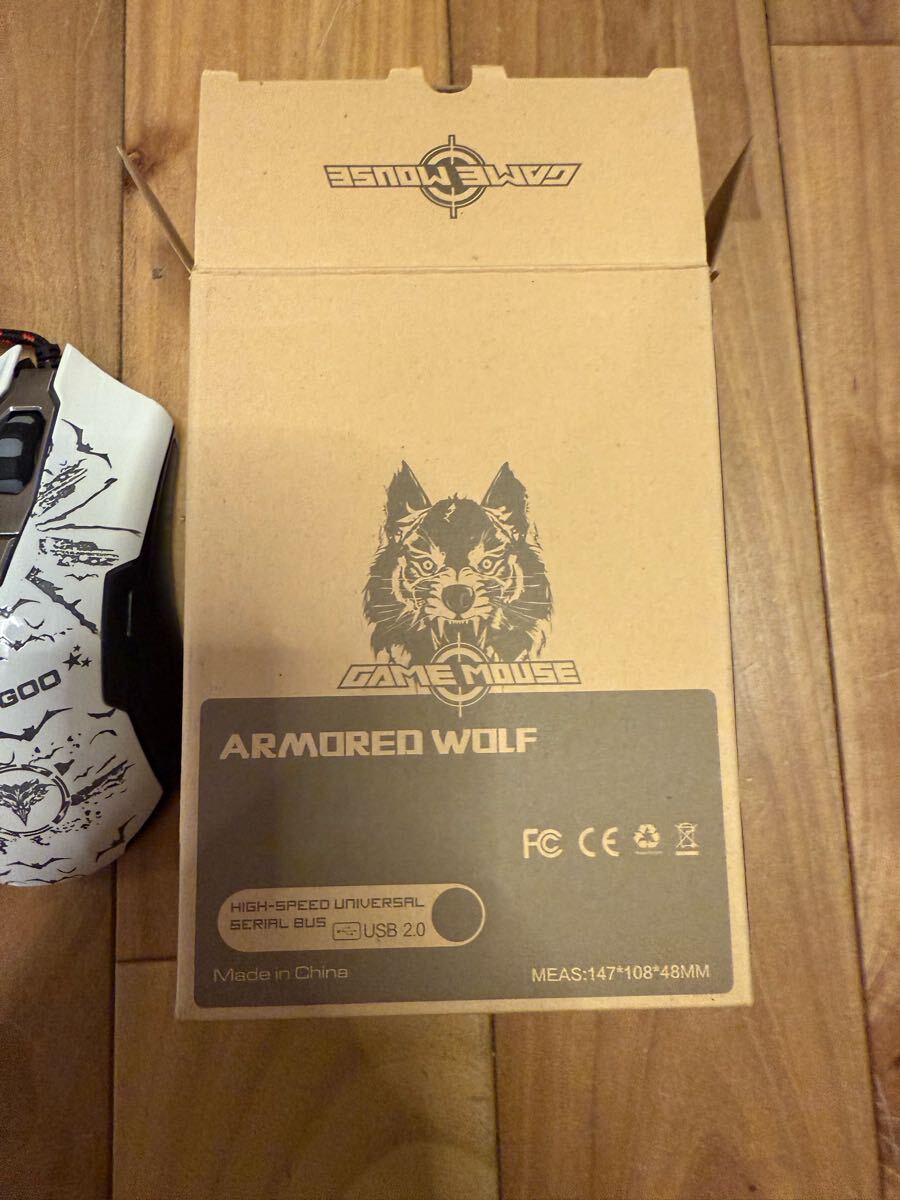 GAME MOUSE
GAME MOUSE
ARMORED WOLF
FC CE
HIGH-SPEED UNIVERSAL
SERIAL BUS USB 2.0
Made in China
MEAS:147*108*48MM
GOO